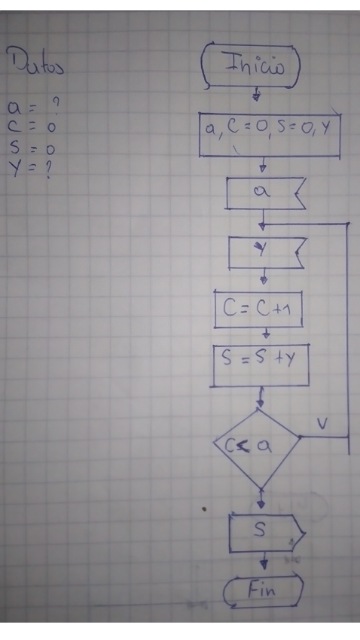 Datos
a = ?
C = 0
S = 0
Y = ?
Inicio
a, C = 0, S = 0, Y
a
Y
C = C + 1
S = S + Y
C < a
V
S
Fin